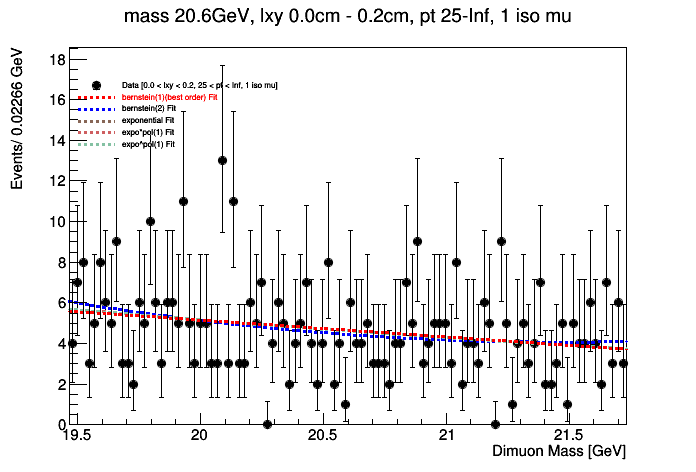 mass 20.6GeV, lxy 0.0cm - 0.2cm, pt 25-Inf, 1 iso mu
Events/ 0.02266 GeV
18
16
14
12
10
8
6
4
2
0
Data [0.0 < lxy < 0.2, 25 < pt < Inf, 1 iso mu]
bernstein(1)(best order) Fit
bernstein(2) Fit
exponential Fit
expo*pol(1) Fit
expo^pol(1) Fit
19.5 20 20.5 21 21.5
Dimuon Mass [GeV]